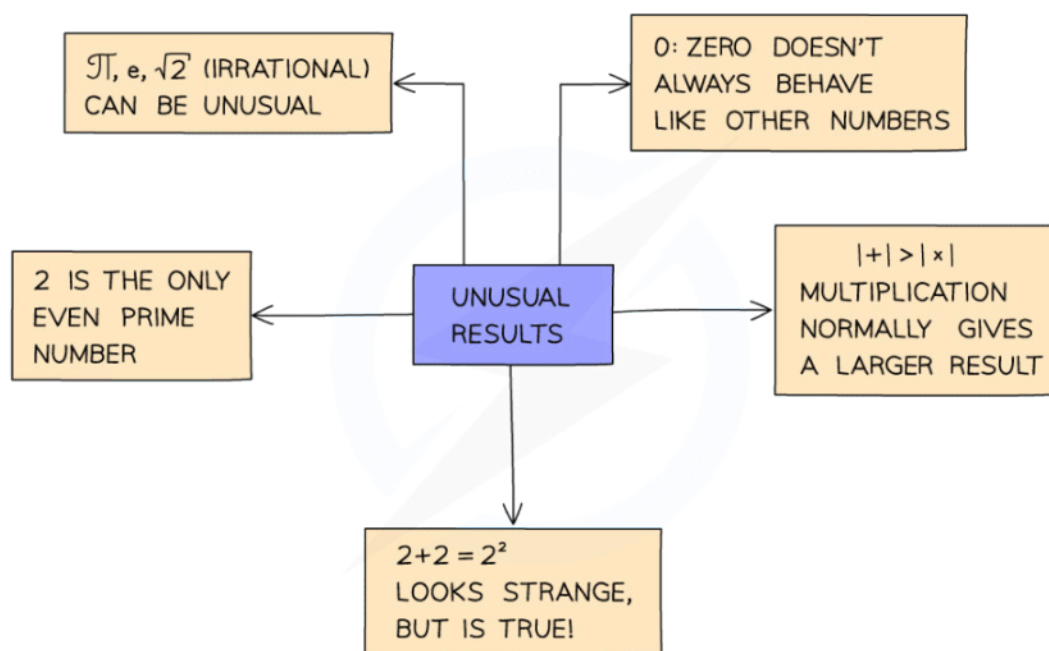 π, e, √2 (IRRATIONAL)
CAN BE UNUSUAL
0: ZERO DOESN'T
ALWAYS BEHAVE
LIKE OTHER NUMBERS
2 IS THE ONLY
EVEN PRIME
NUMBER
UNUSUAL
RESULTS
|+| > |×|
MULTIPLICATION
NORMALLY GIVES
A LARGER RESULT
2+2 = 2²
LOOKS STRANGE,
BUT IS TRUE!